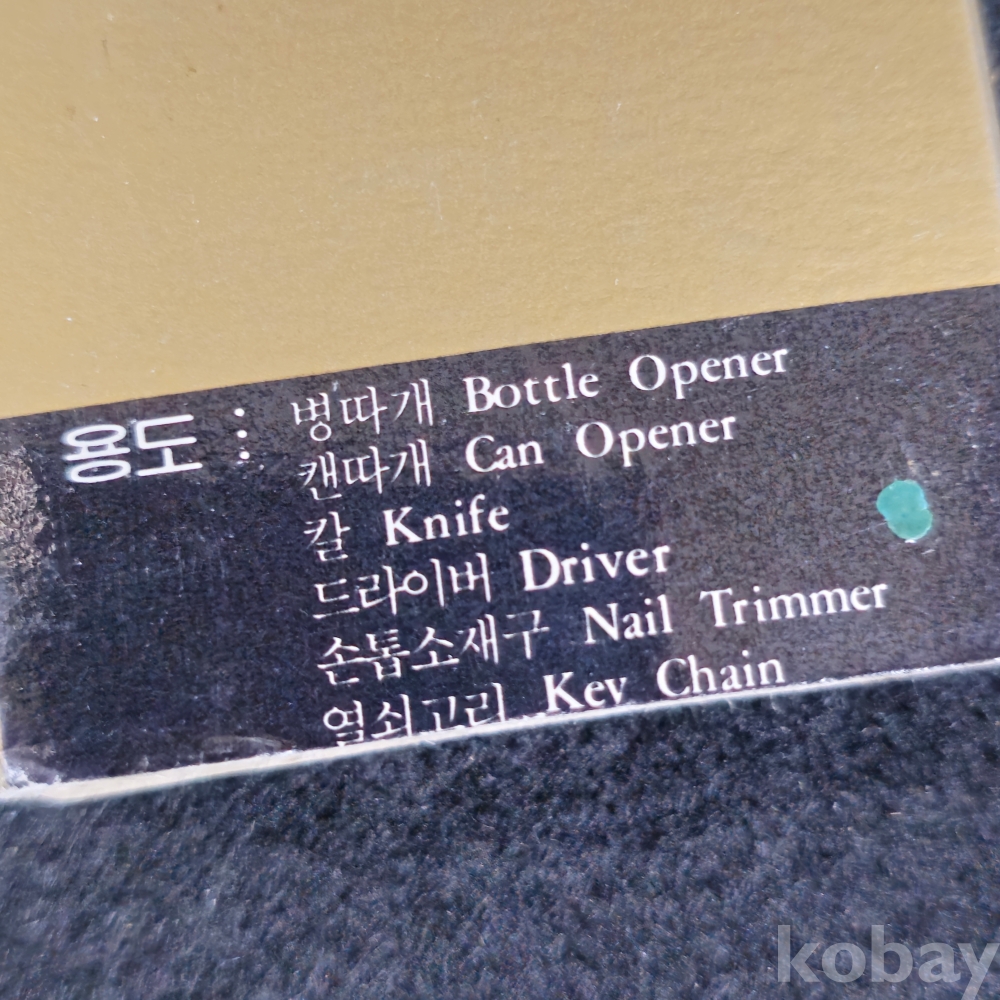 용도 : 병따개 Bottle Opener
캔따개 Can Opener
칼 Knife
드라이버 Driver
손톱소재구 Nail Trimmer
열쇠고리 Key Chain
kobay